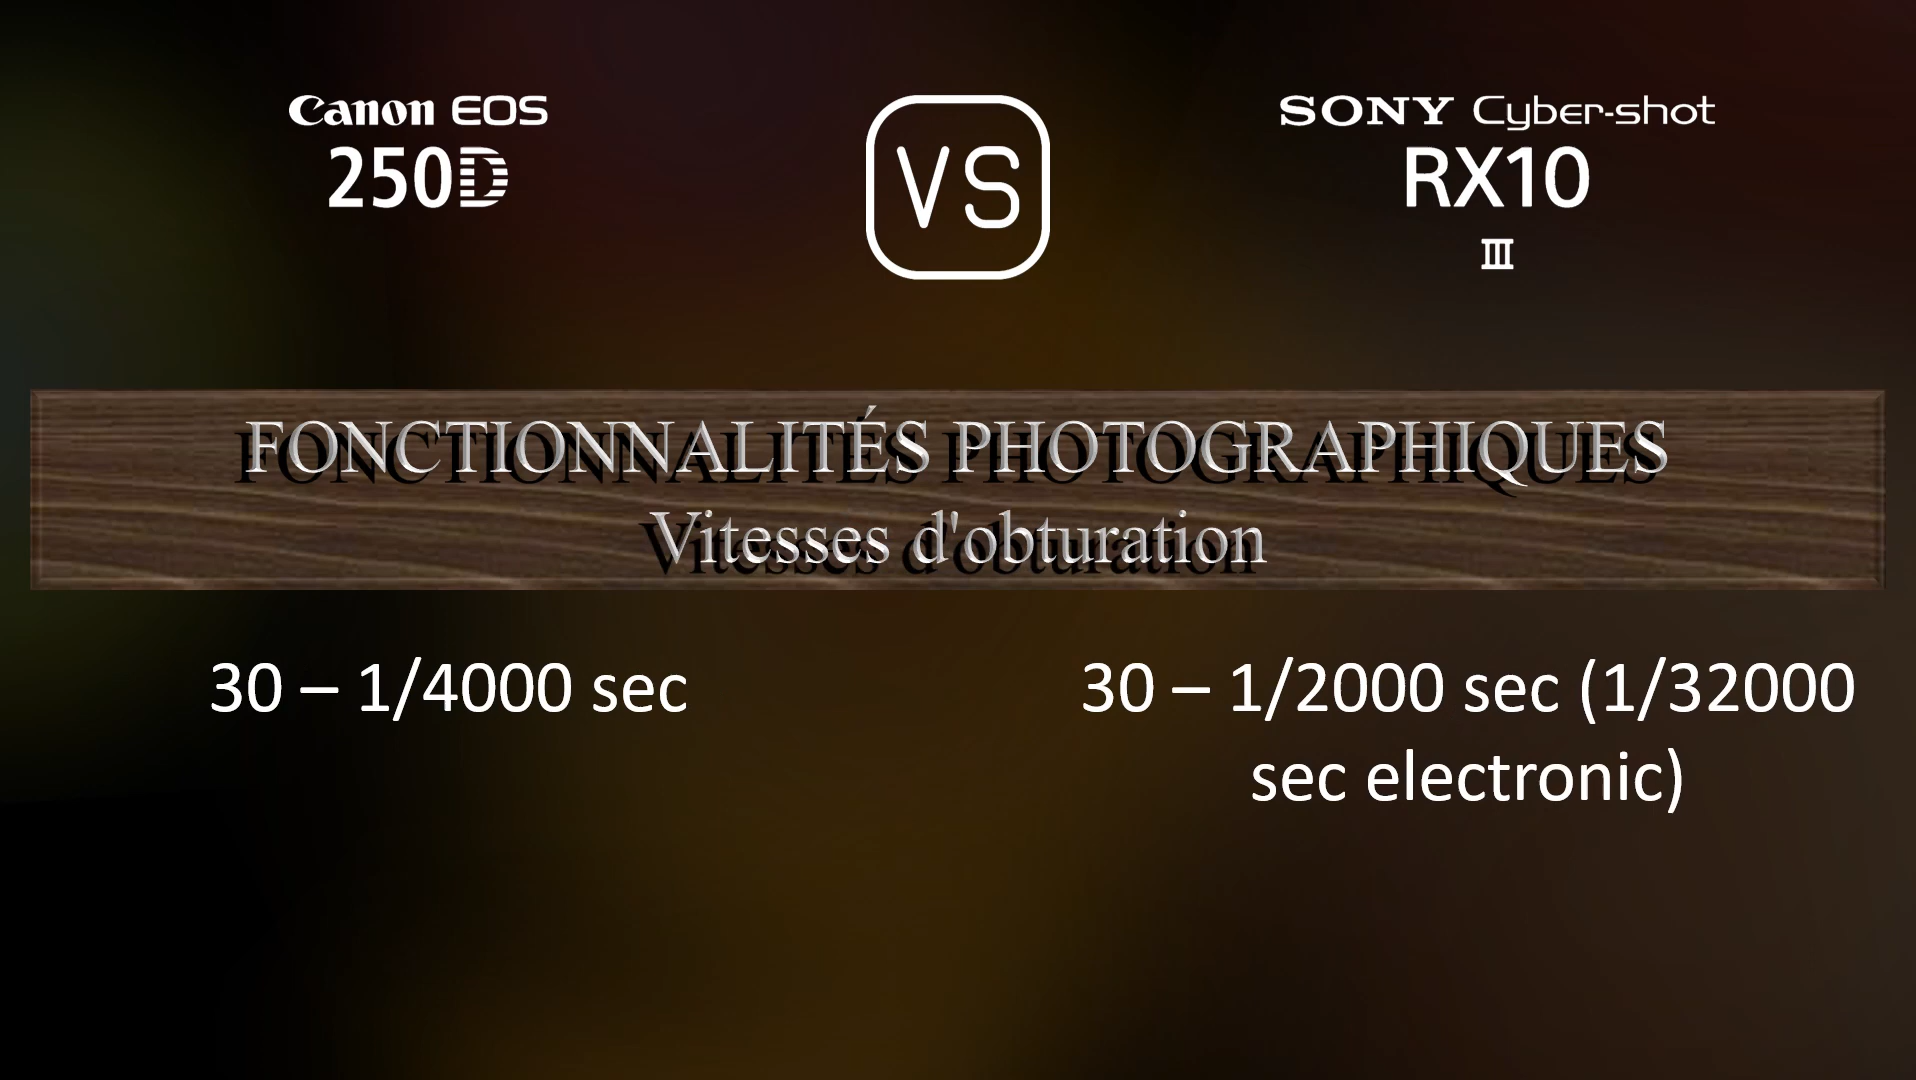 Canon EOS
250D
VS
SONY Cyber-shot
RX10
III
FONCTIONNALITÉS PHOTOGRAPHIQUES
Vitesses d'obturation
30 – 1/4000 sec
30 – 1/2000 sec (1/32000
sec electronic)